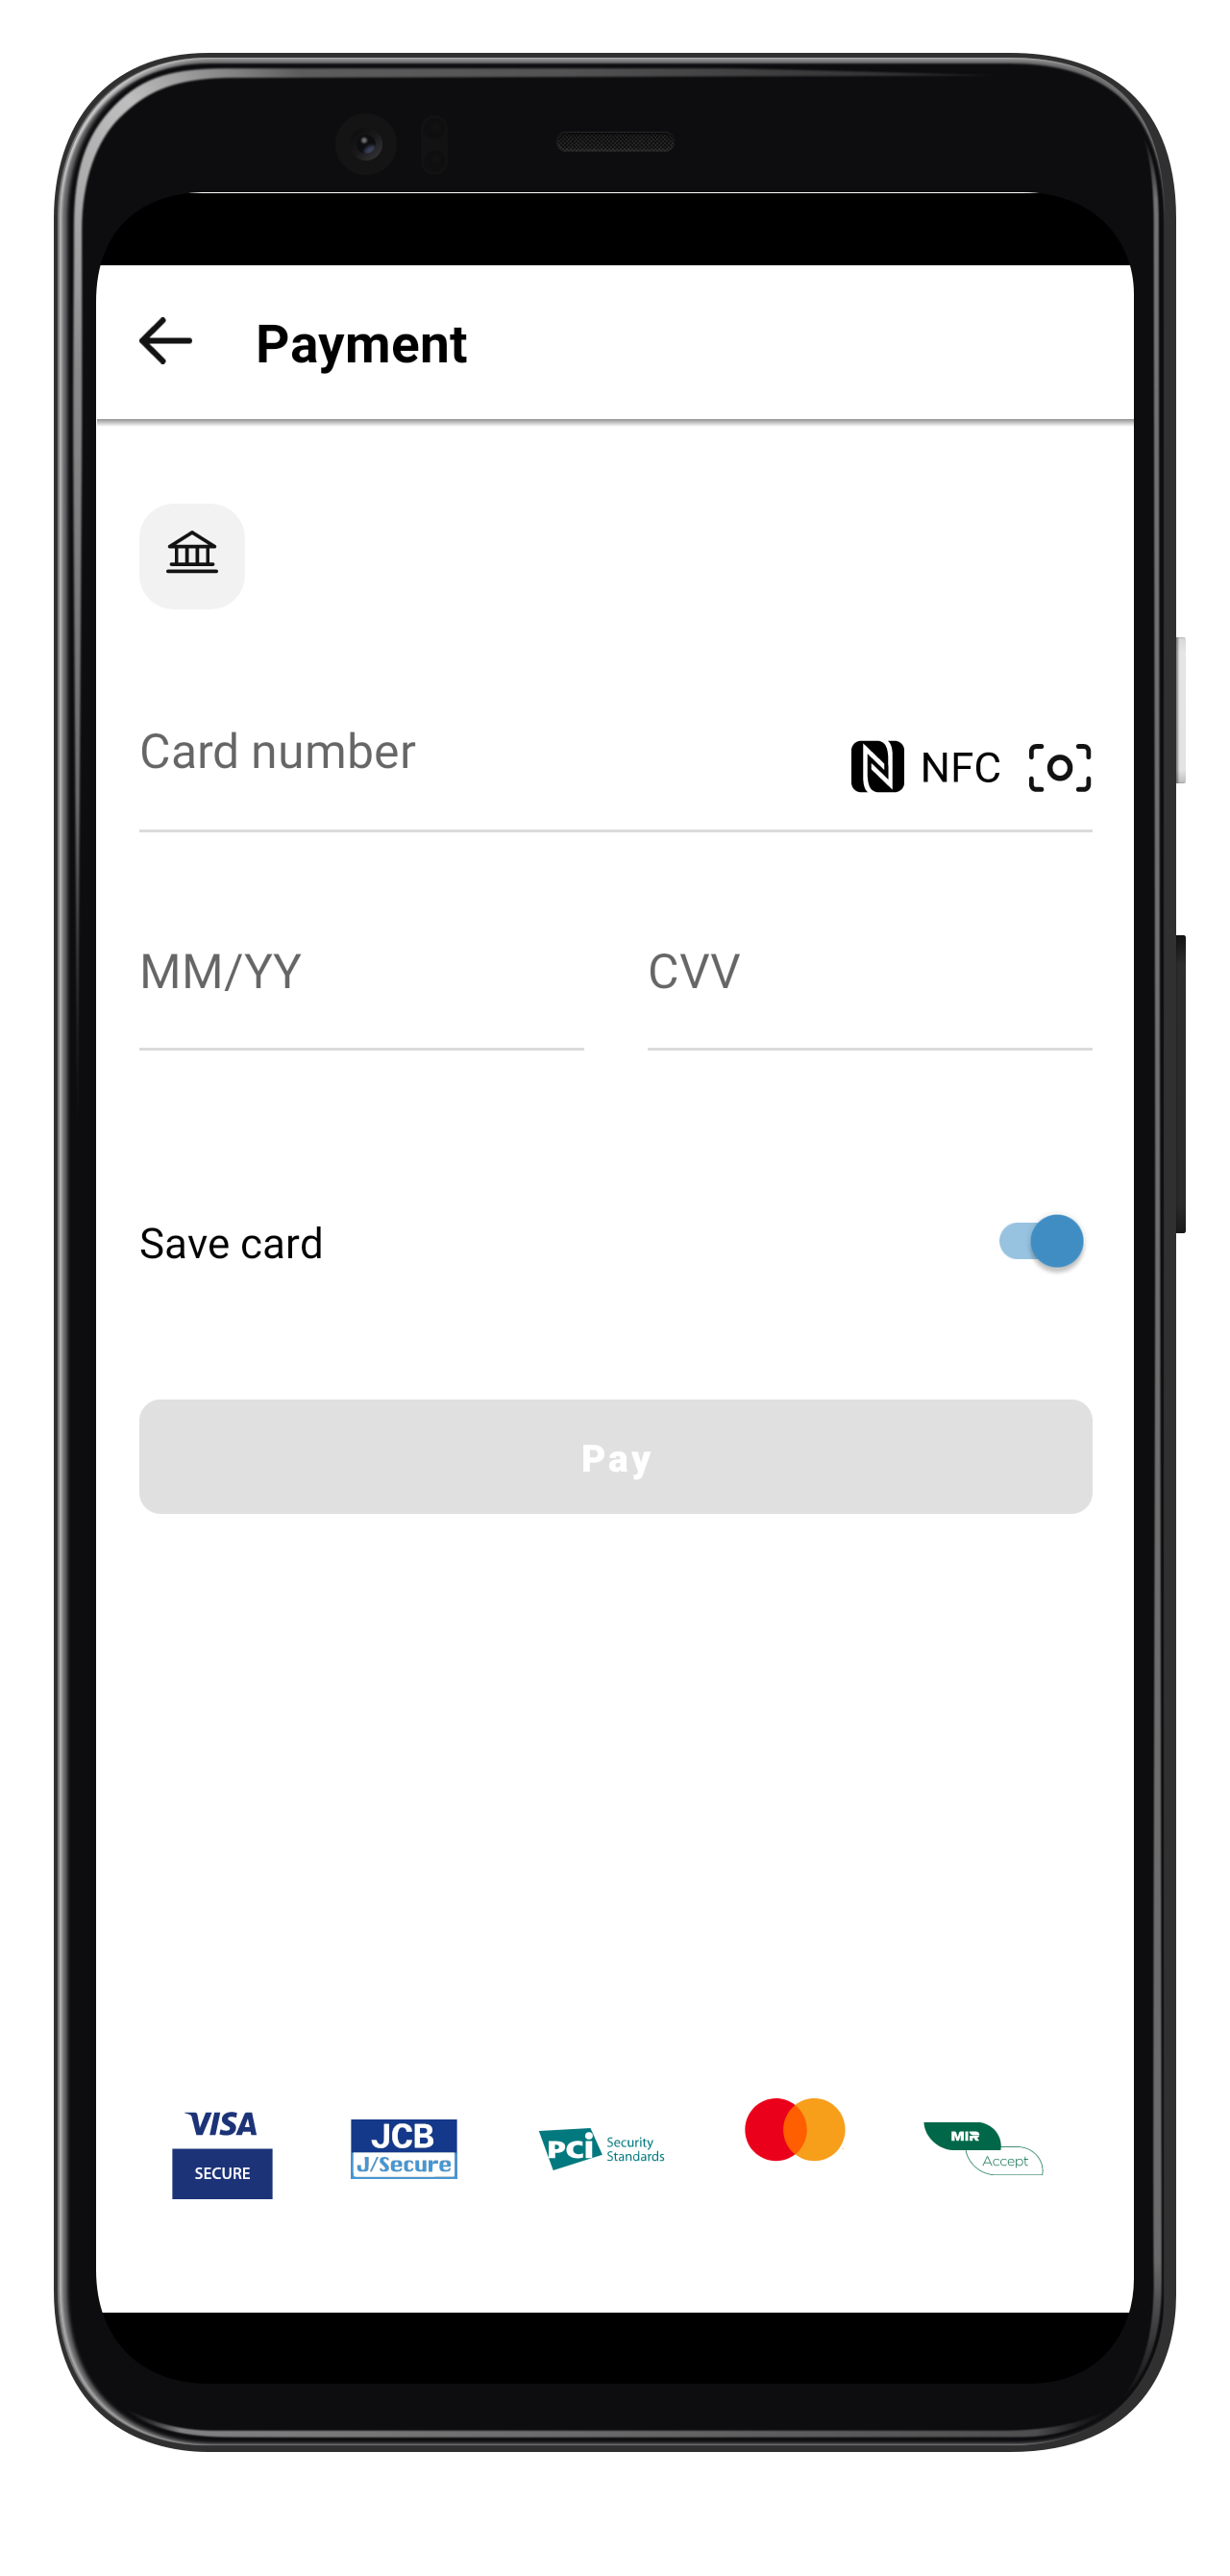 Payment
Card number
NFC
MM/YY CVV
Save card
Pay
VISA
SECURE
JCB
J/Secure
PCI Security
Standards
MIR
Accept